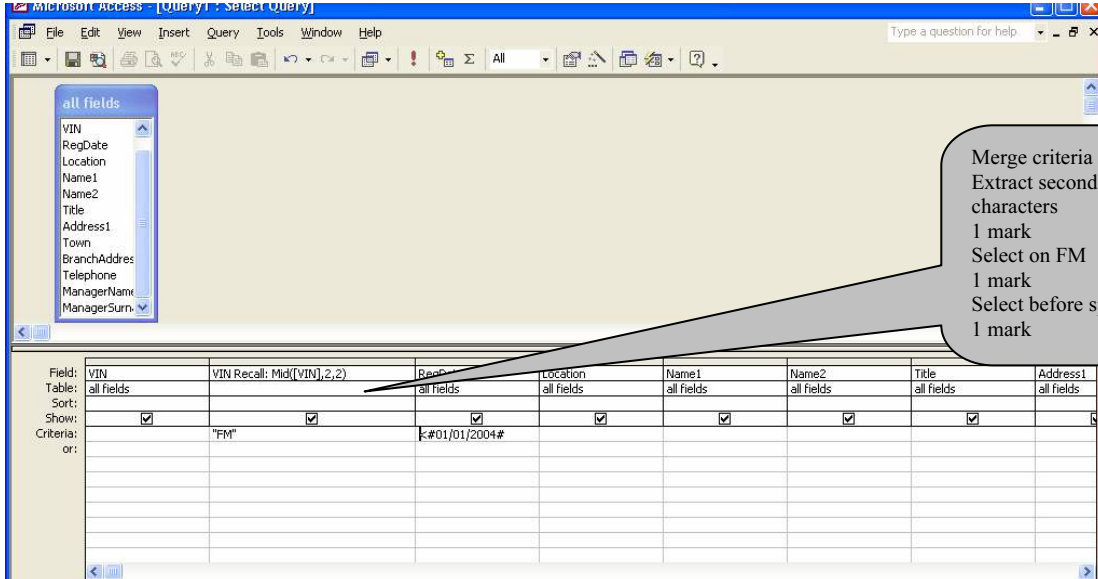 Microsoft Access - [Query1 : Select Query]
File Edit View Insert Query Tools Window Help
Type a question for help
All
all fields
VIN
RegDate
Location
Name1
Name2
Title
Address1
Town
BranchAddres
Telephone
ManagerName
ManagerSurn
Merge criteria
Extract second
characters
1 mark
Select on FM
1 mark
Select before
1 mark
Field: VIN VIN Recall: Mid([VIN],2,2) Location Name1 Name2 Title Address1
Table: all fields all fields all fields all fields all fields all fields all fields
Sort:
Show:
Criteria: "FM" <#01/01/2004#
or: